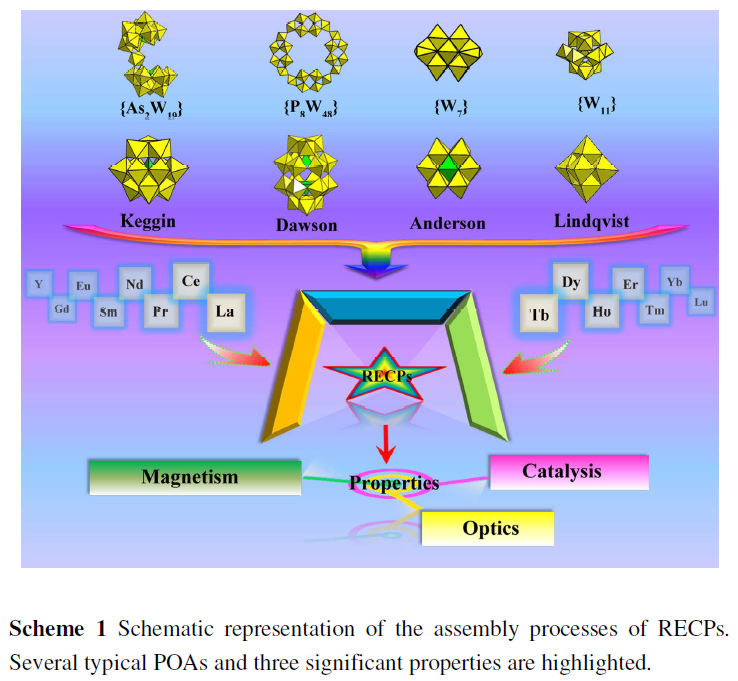 {As₂W₁₉} {P₈W₄₈} {W₇} {W₁₁}
Keggin Dawson Anderson Lindqvist
Y Eu Nd Ce
Gd Sm Pr La
Dy Er Yb
Tb Ho Tm Lu
RECPs
Magnetism Properties Catalysis
Optics
Scheme 1 Schematic representation of the assembly processes of RECPs.
Several typical POAs and three significant properties are highlighted.